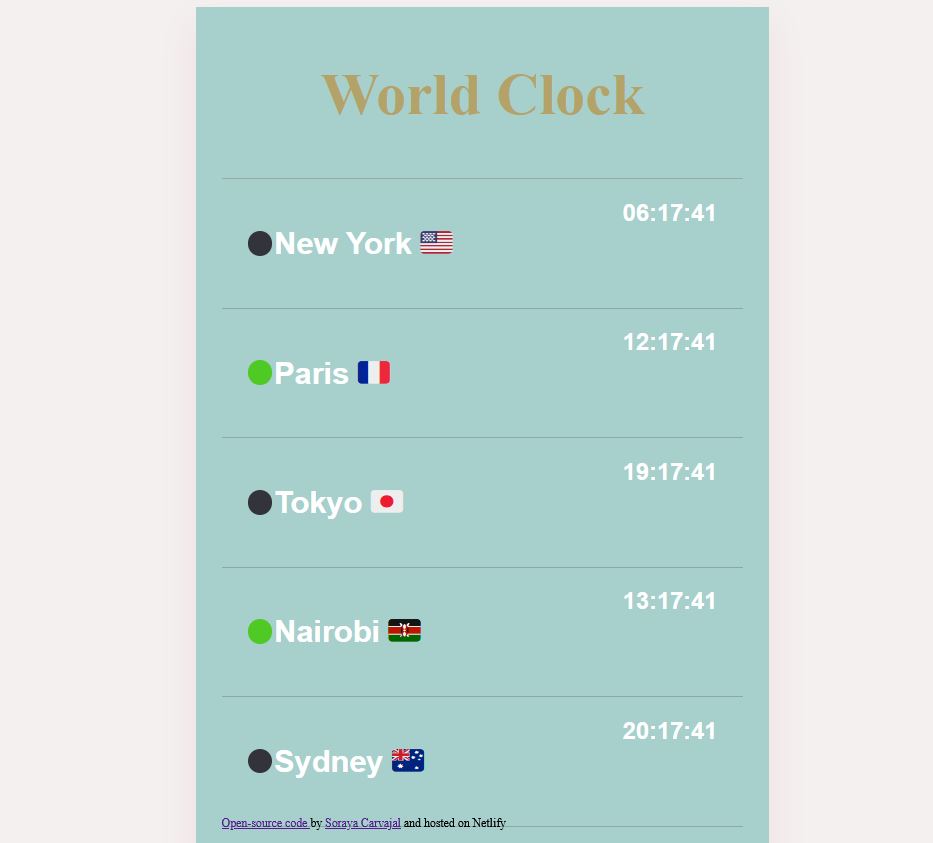 World Clock
06:17:41
New York
12:17:41
Paris
19:17:41
Tokyo
13:17:41
Nairobi
20:17:41
Sydney
Open-source code by Soraya Carvajal and hosted on Netlify